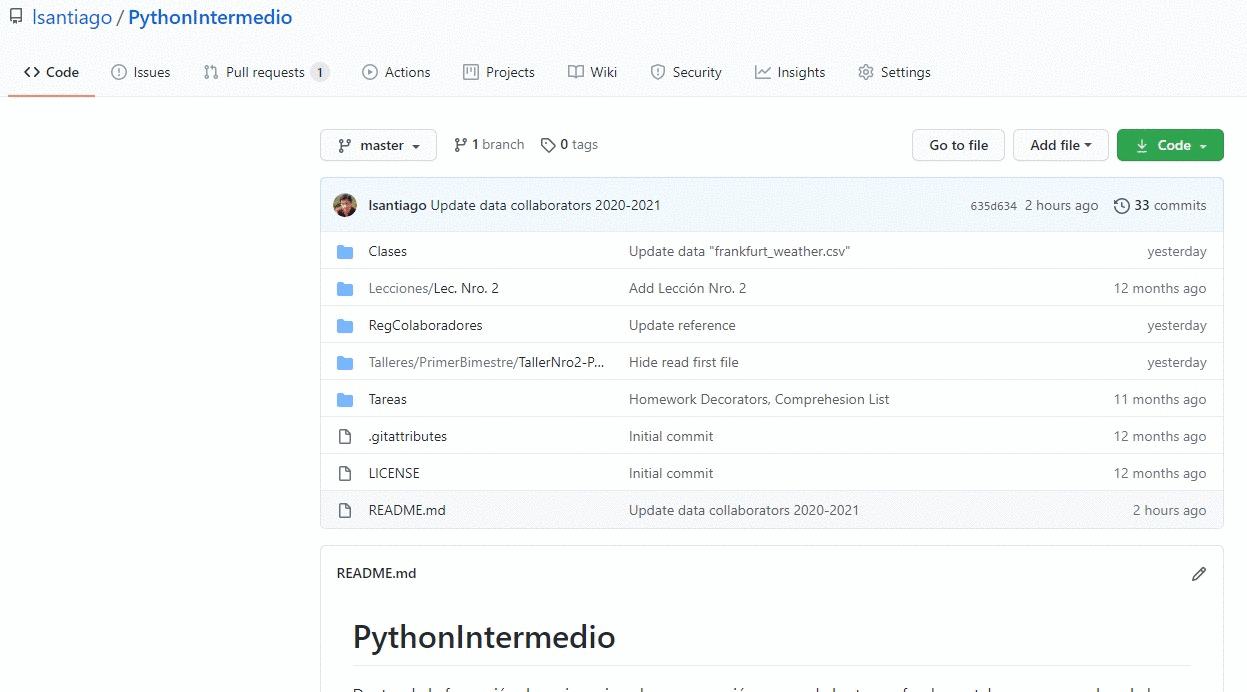 lsantiago / PythonIntermedio
Code Issues Pull requests 1 Actions Projects Wiki Security Insights Settings
master 1 branch 0 tags Go to file Add file Code
lsantiago Update data collaborators 2020-2021 635d634 2 hours ago 33 commits
Clases Update data "frankfurt_weather.csv" yesterday
Lecciones/Lec. Nro. 2 Add Lección Nro. 2 12 months ago
RegColaboradores Update reference yesterday
Talleres/PrimerBimestre/TallerNro2-P... Hide read first file yesterday
Tareas Homework Decorators, Comprehesion List 11 months ago
.gitattributes Initial commit 12 months ago
LICENSE Initial commit 12 months ago
README.md Update data collaborators 2020-2021 2 hours ago
README.md
PythonIntermedio